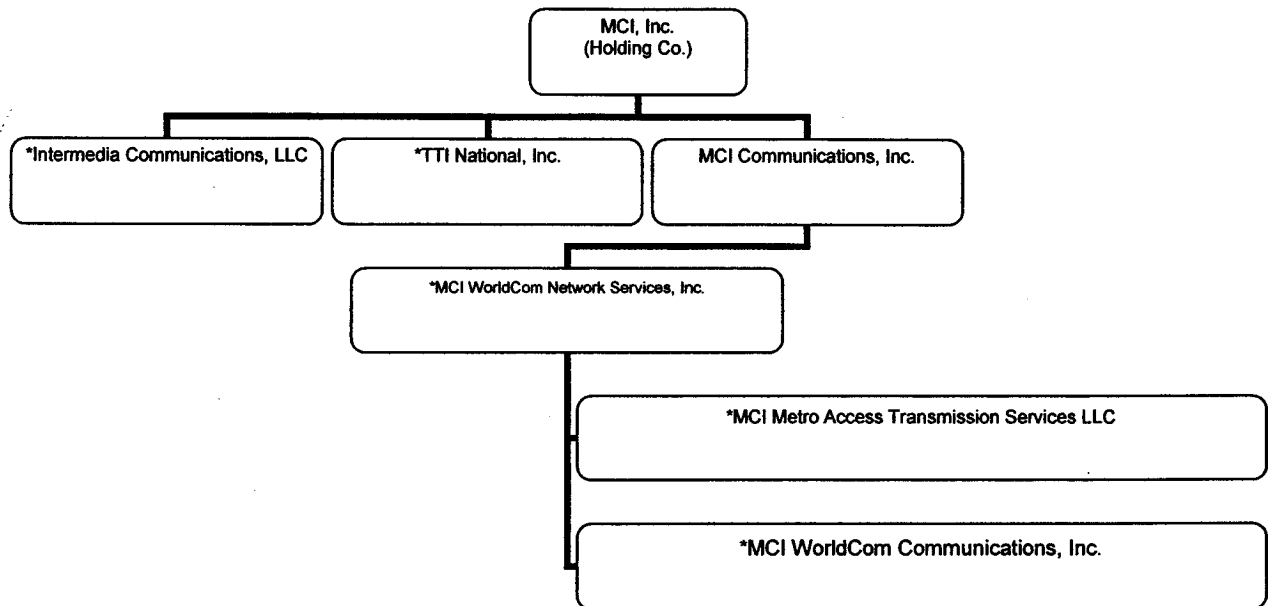 MCI, Inc.
(Holding Co.)
*Intermedia Communications, LLC
*TTI National, Inc.
MCI Communications, Inc.
*MCI WorldCom Network Services, Inc.
*MCI Metro Access Transmission Services LLC
*MCI WorldCom Communications, Inc.